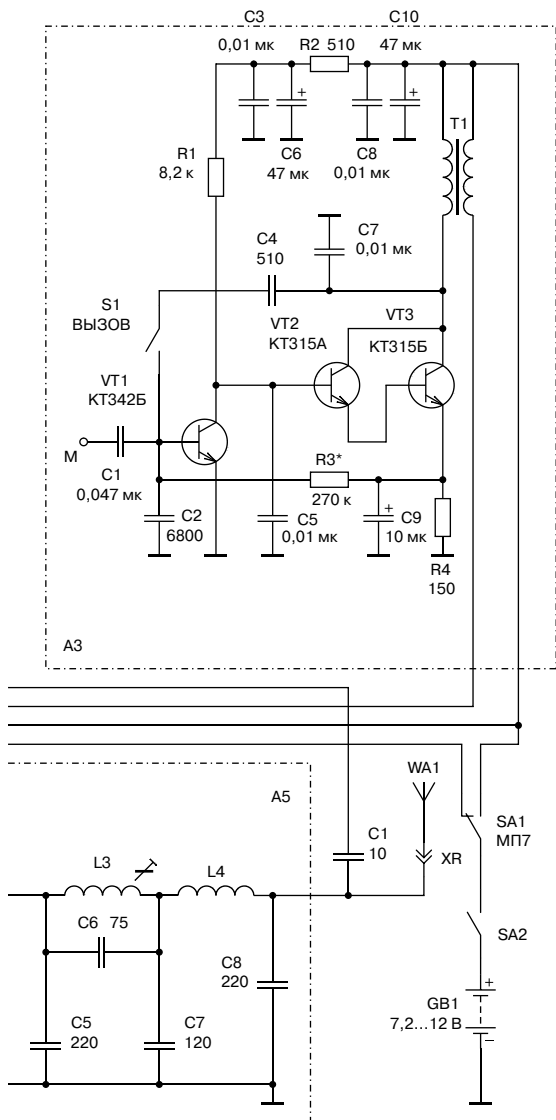 C3
C10
0,01 мк
R2 510
47 мк
T1
R1
8,2 к
C6
47 мк
C8
0,01 мк
C4
510
C7
0,01 мк
S1
ВЫЗОВ
VT2
КТ315А
VT3
КТ315Б
VT1
КТ342Б
М
C1
0,047 мк
R3*
270 к
C2
6800
C5
0,01 мк
C9
10 мк
R4
150
А3
А5
WA1
C1
10
XR
SA1
МП7
L3
L4
C6 75
C8
220
SA2
C5
220
C7
120
GB1
7,2...12 В